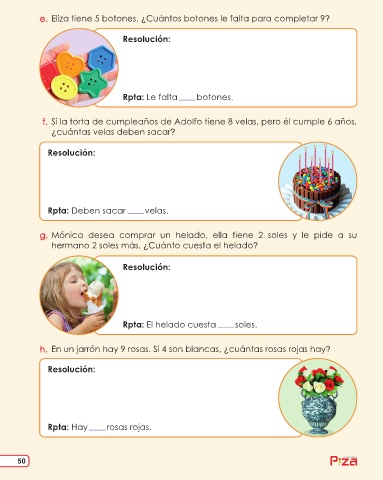 e. Eliza tiene 5 botones. ¿Cuántos botones le falta para completar 9?
Resolución:
Rpta: Le falta ____ botones.
f. Si la torta de cumpleaños de Adolfo tiene 8 velas, pero él cumple 6 años,
¿cuántas velas deben sacar?
Resolución:
Rpta: Deben sacar ____ velas.
g. Mónica desea comprar un helado, ella tiene 2 soles y le pide a su
hermano 2 soles más. ¿Cuánto cuesta el helado?
Resolución:
Rpta: El helado cuesta ____ soles.
h. En un jarrón hay 9 rosas. Si 4 son blancas, ¿cuántas rosas rojas hay?
Resolución:
Rpta: Hay ____ rosas rojas.
50